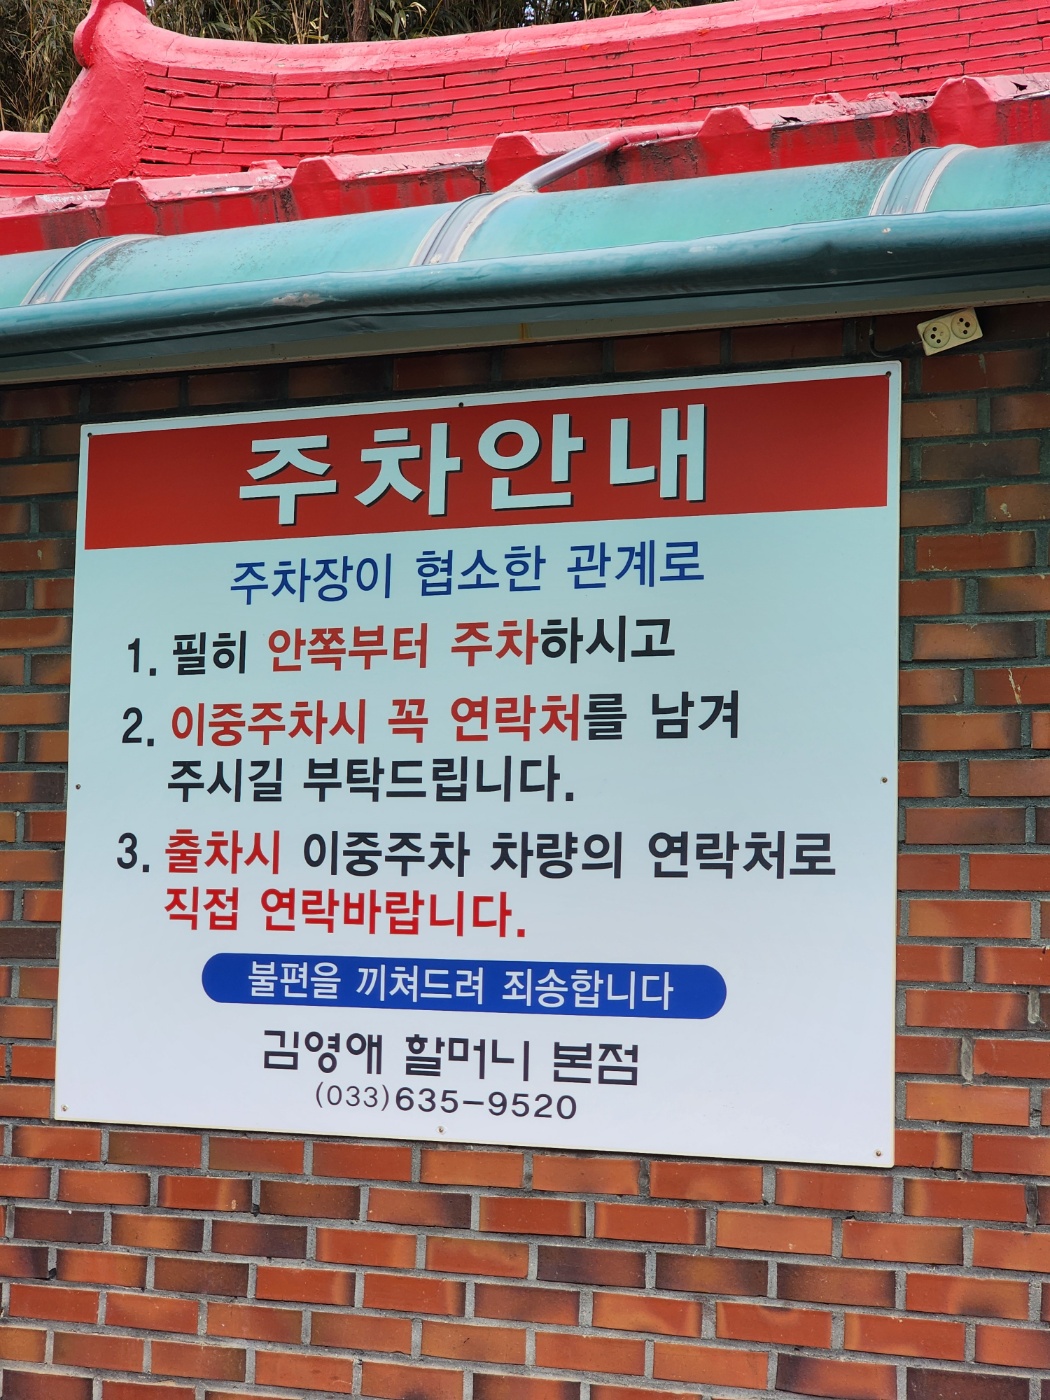 주차안내
주차장이 협소한 관계로
1. 필히 안쪽부터 주차하시고
2. 이중주차시 꼭 연락처를 남겨
주시길 부탁드립니다.
3. 출차시 이중주차 차량의 연락처로
직접 연락바랍니다.
불편을 끼쳐드려 죄송합니다
김영애 할머니 본점
(033)635-9520